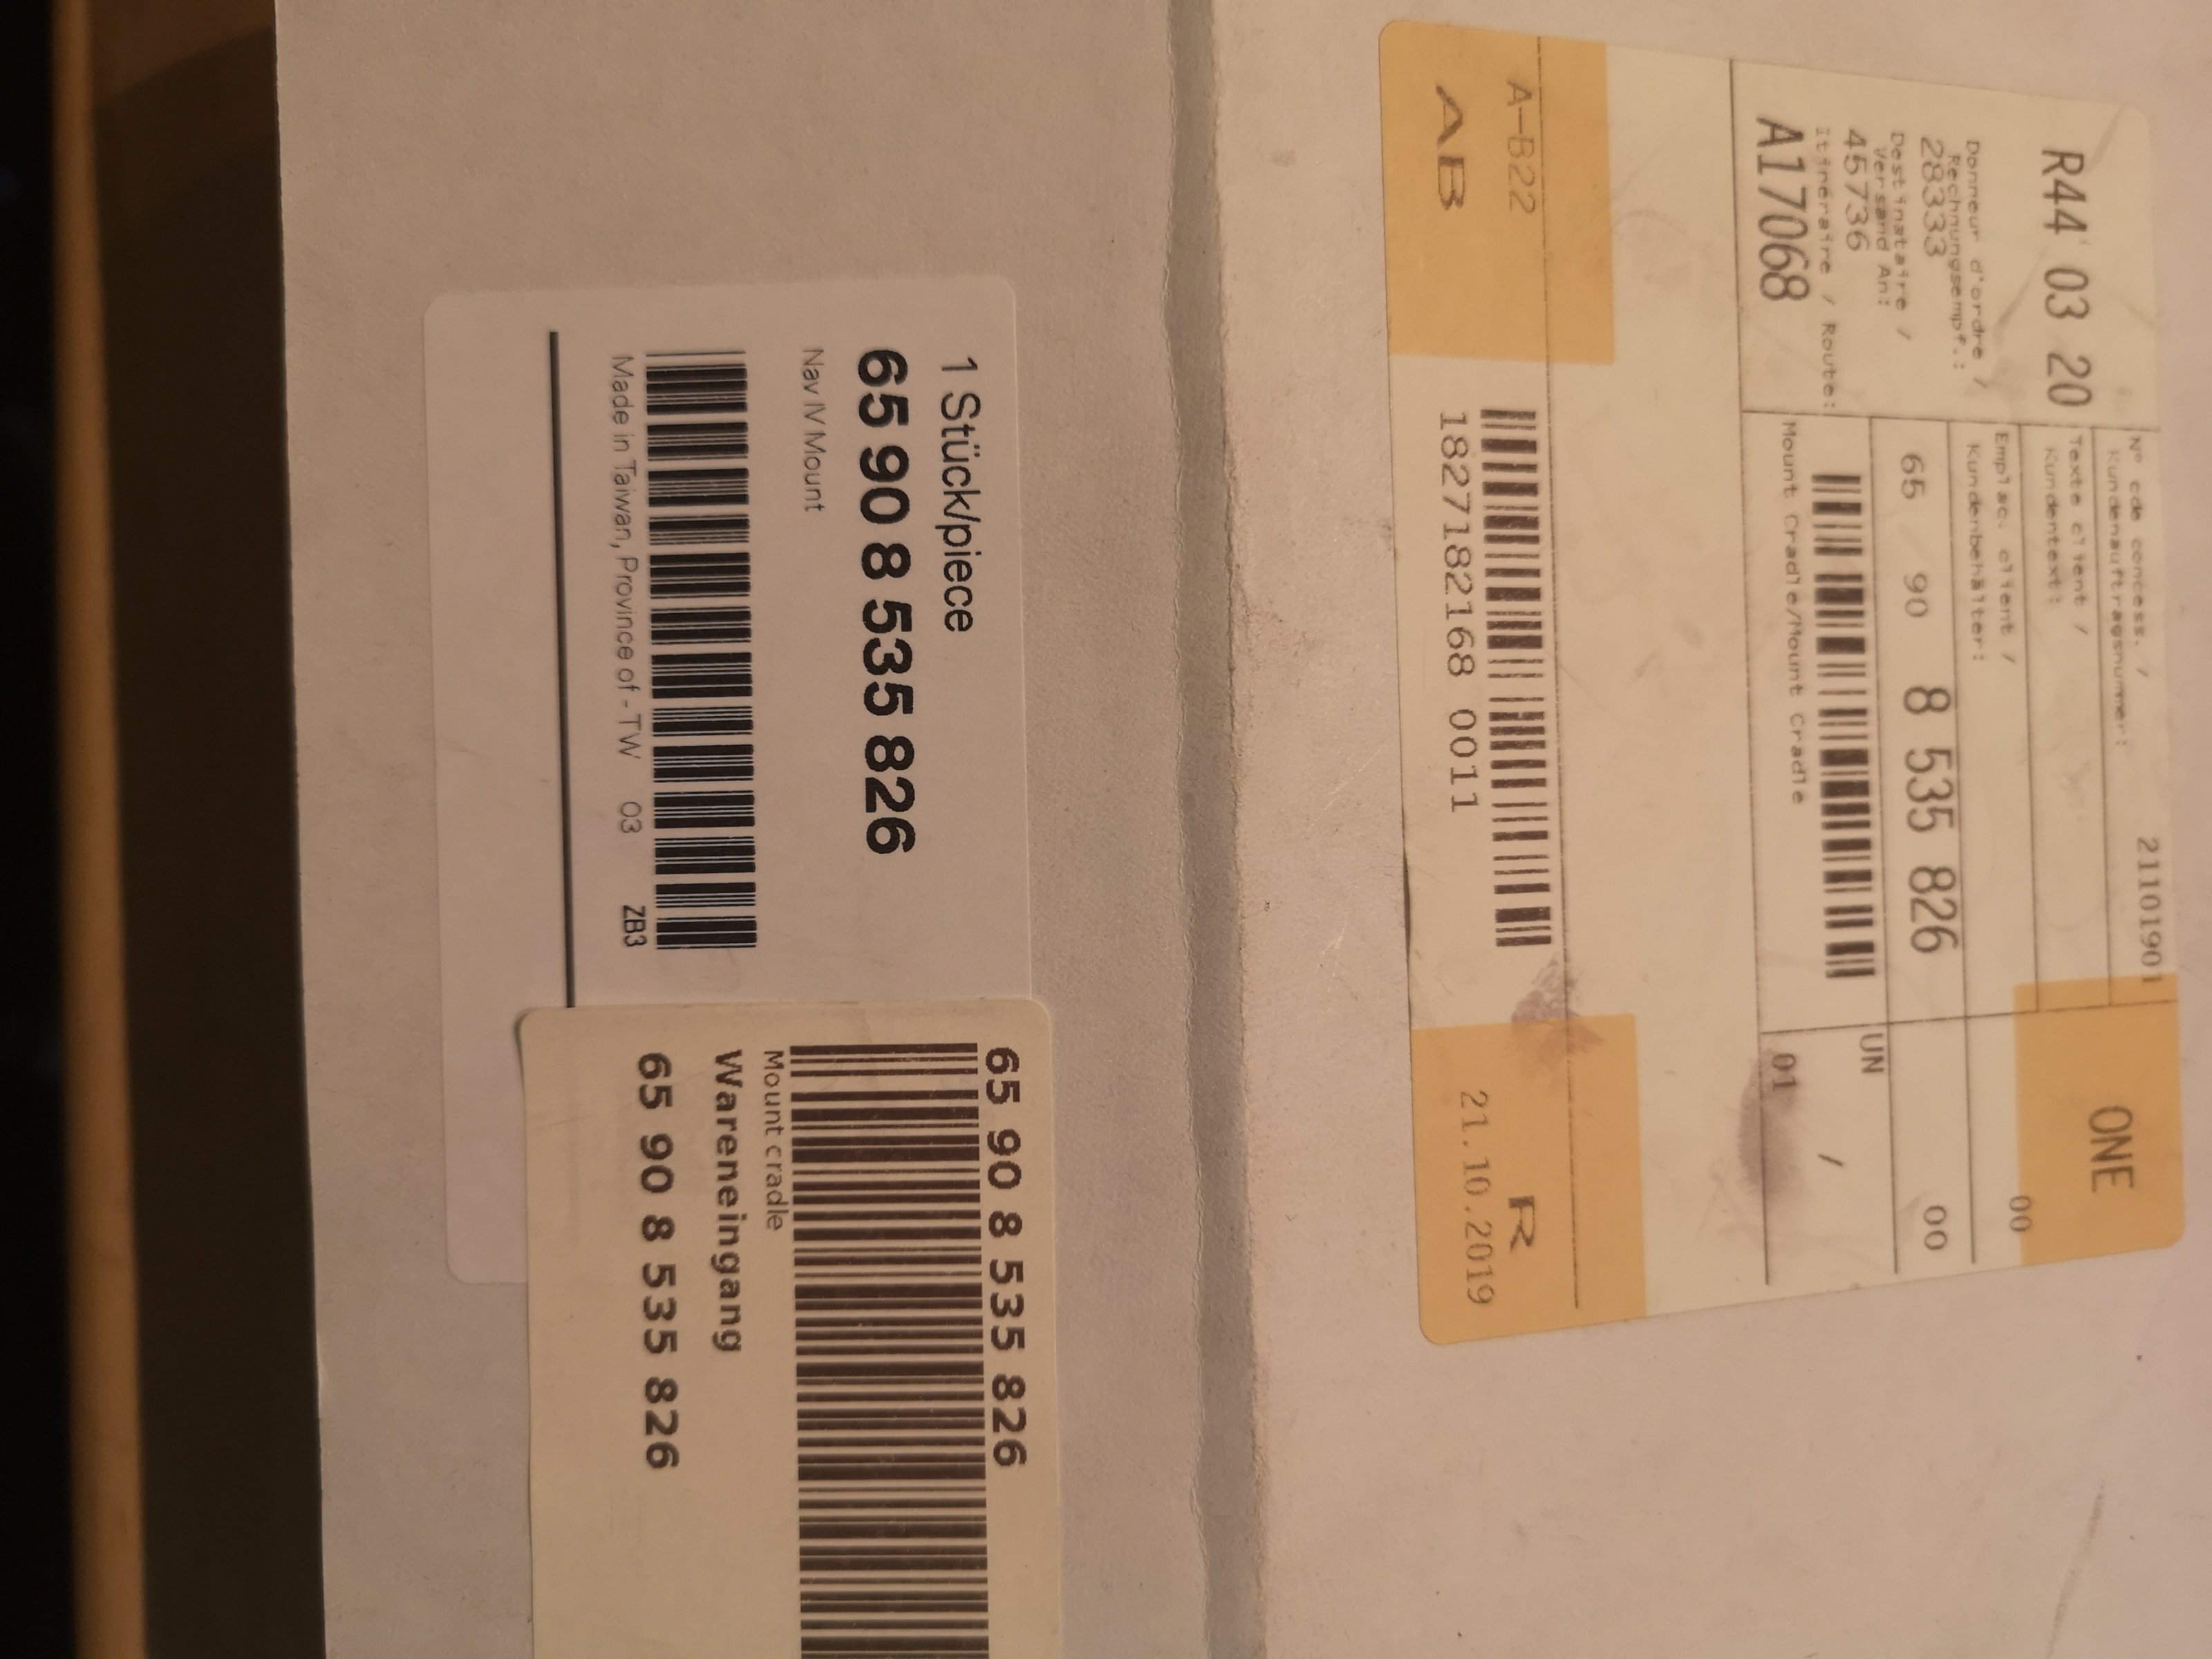 R44 03 20
Donneur d'ordre /
Rechnungsempf.:
28333
Destinataire /
Versand An:
45736
Itineraire / Route:
A17068
N° cde concess. /
Kundenauftragsnummer:
21101901
Texte client /
Kundentext:
Emplac. client /
Kundenbehälter:
65 90 8 535 826
Mount Cradle/Mount Cradle
ONE
00
00
UN
/
01
A-B22
AB
1827182168 0011
R
21.10.2019
1 Stück/piece
65 90 8 535 826
Nav IV Mount
Made in Taiwan, Province of - TW 03 ZB3
65 90 8 535 826
Mount cradle
Wareneingang
65 90 8 535 826